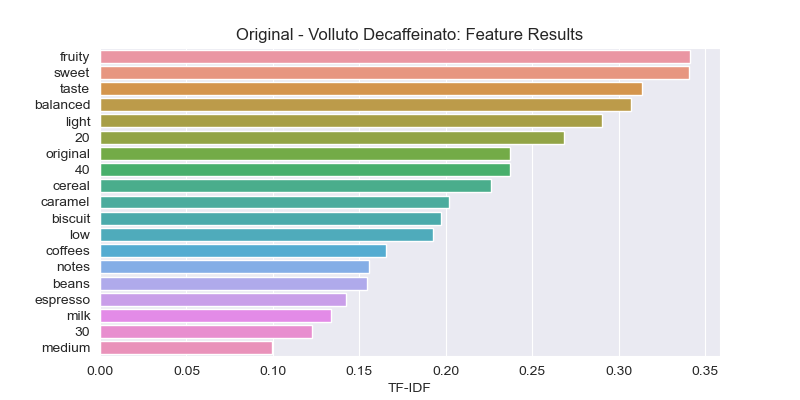 Original - Volluto Decaffeinato: Feature Results
fruity
sweet
taste
balanced
light
20
original
40
cereal
caramel
biscuit
low
coffees
notes
beans
espresso
milk
30
medium
0.00 0.05 0.10 0.15 0.20 0.25 0.30 0.35
TF-IDF